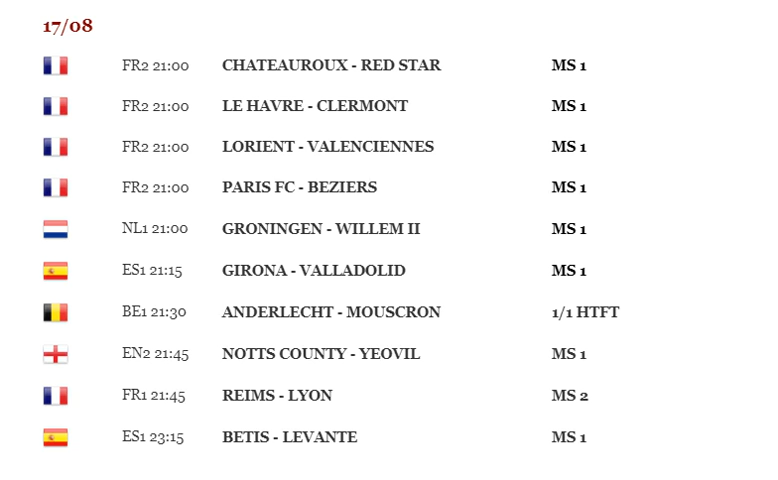 17/08
FR2 21:00 CHATEAUROUX - RED STAR MS 1
FR2 21:00 LE HAVRE - CLERMONT MS 1
FR2 21:00 LORIENT - VALENCIENNES MS 1
FR2 21:00 PARIS FC - BEZIERS MS 1
NL1 21:00 GRONINGEN - WILLEM II MS 1
ES1 21:15 GIRONA - VALLADOLID MS 1
BE1 21:30 ANDERLECHT - MOUSCRON 1/1 HTFT
EN2 21:45 NOTTS COUNTY - YEOVIL MS 1
FR1 21:45 REIMS - LYON MS 2
ES1 23:15 BETIS - LEVANTE MS 1